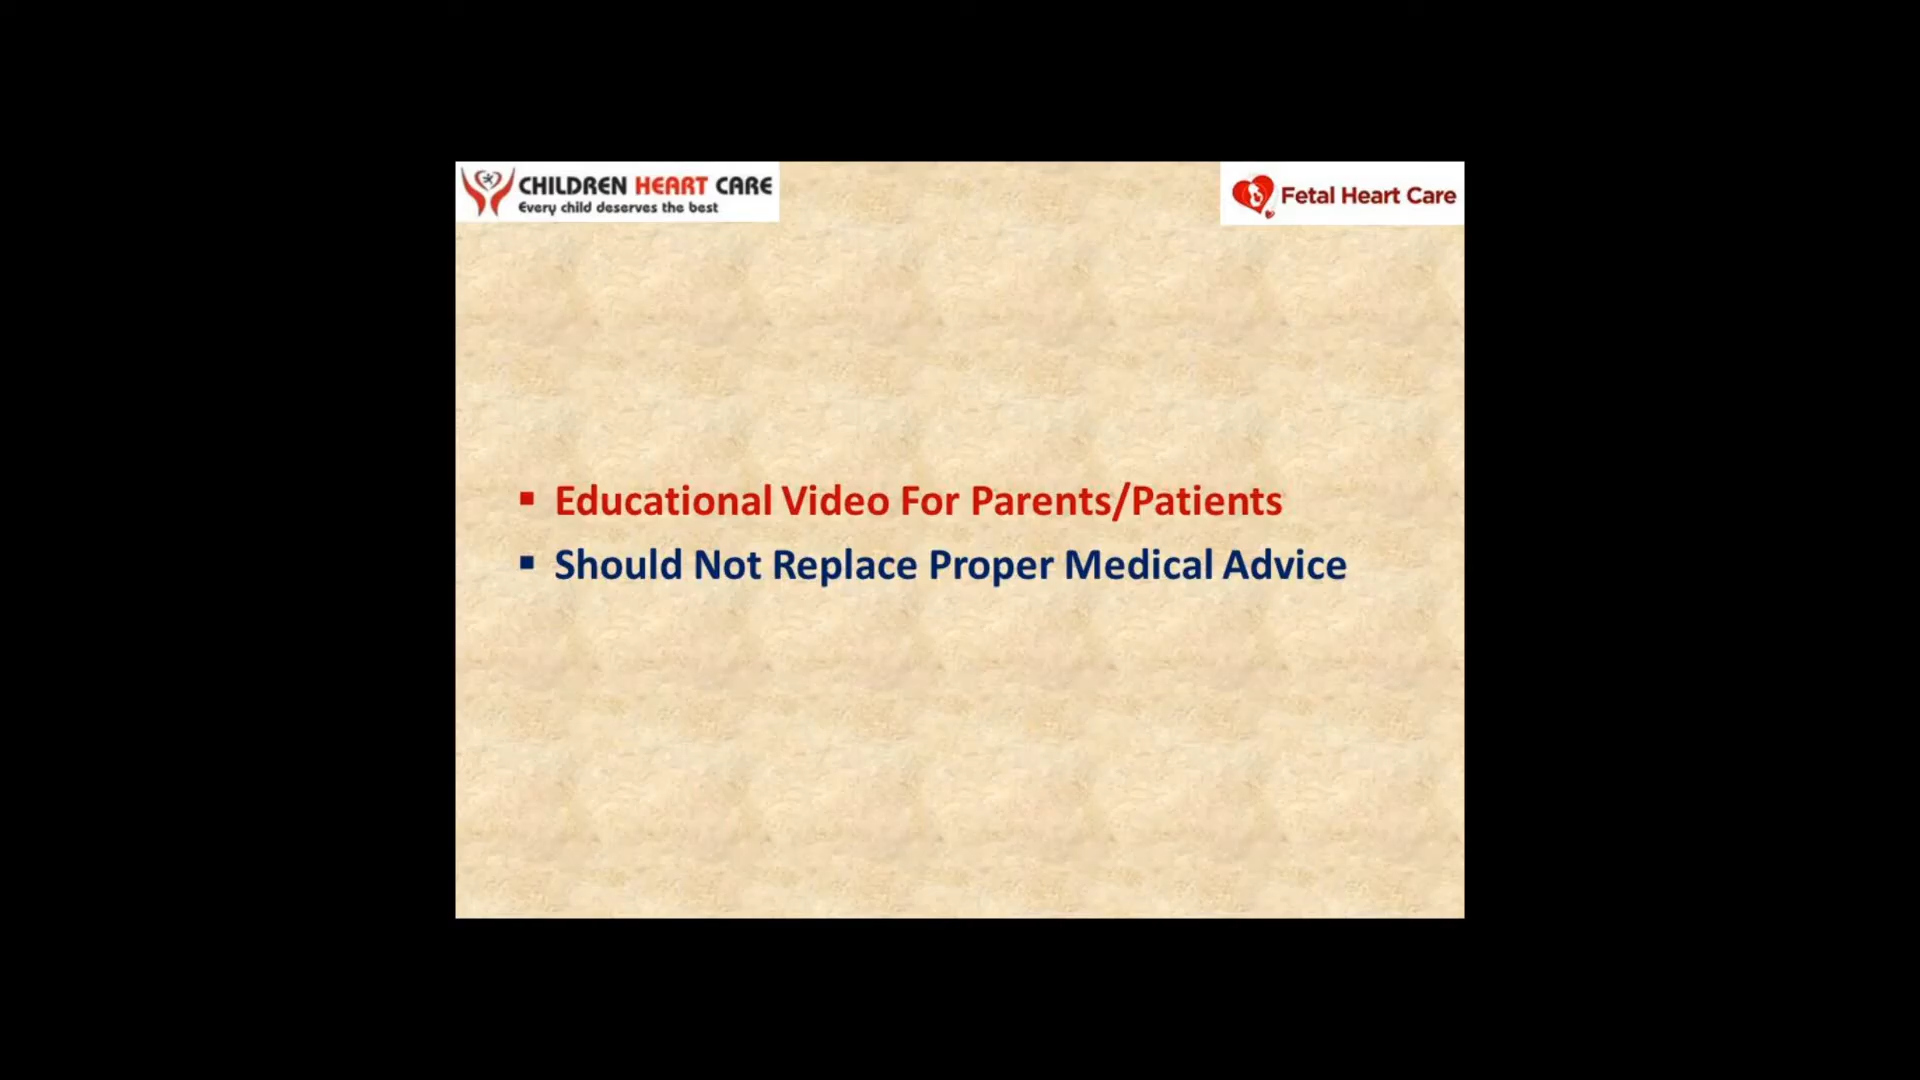 CHILDREN HEART CARE
Every child deserves the best
Fetal Heart Care
▪ Educational Video For Parents/Patients
▪ Should Not Replace Proper Medical Advice